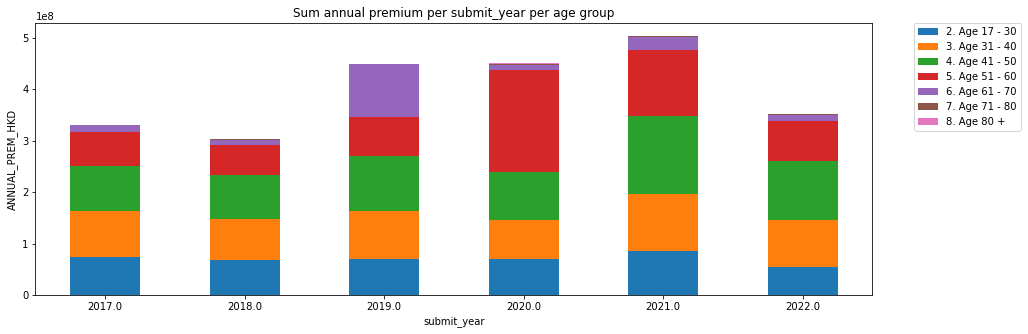 Sum annual premium per submit_year per age group
1e8
5
4
3
2
1
0
ANNUAL_PREM_HKD
2017.0 2018.0 2019.0 2020.0 2021.0 2022.0
submit_year
2. Age 17 - 30
3. Age 31 - 40
4. Age 41 - 50
5. Age 51 - 60
6. Age 61 - 70
7. Age 71 - 80
8. Age 80 +